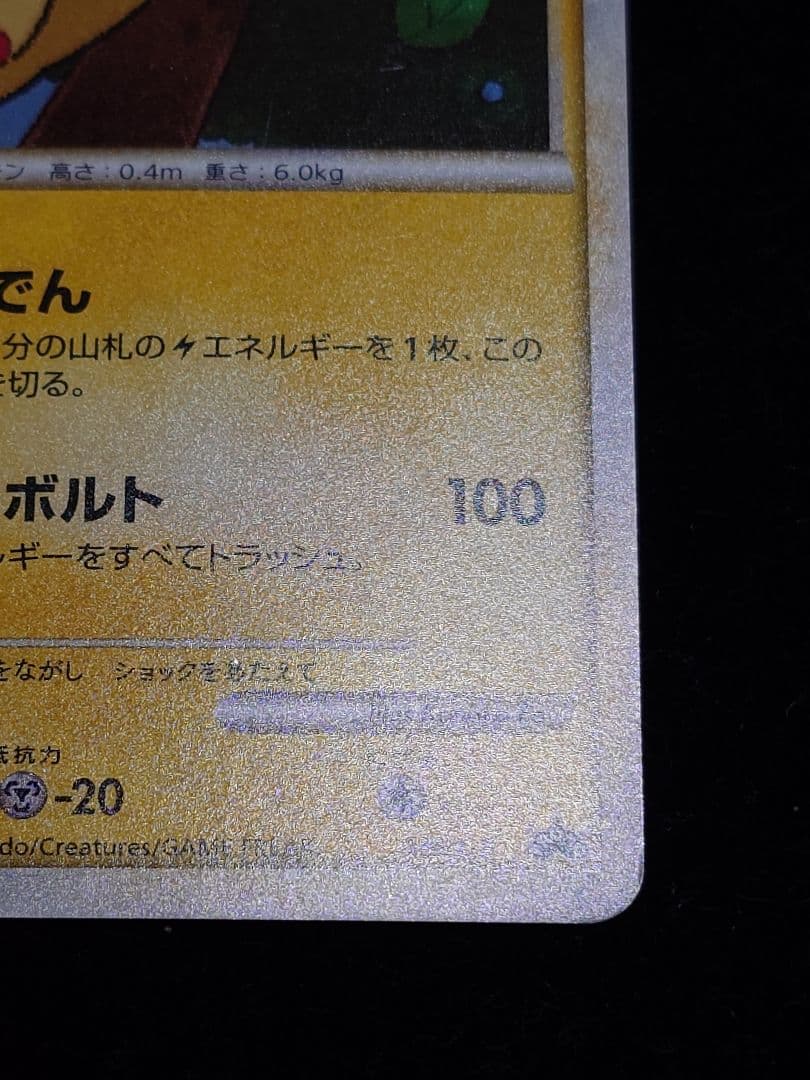 ン 高さ：0.4m 重さ：6.0kg
でん
分の山札の⚡エネルギーを1枚、この
を切る。
ボルト 100
ギーをすべてトラッシュ。
をながし ショックをあたえて
抵抗力
-20
do/Creatures/GAME FREAK